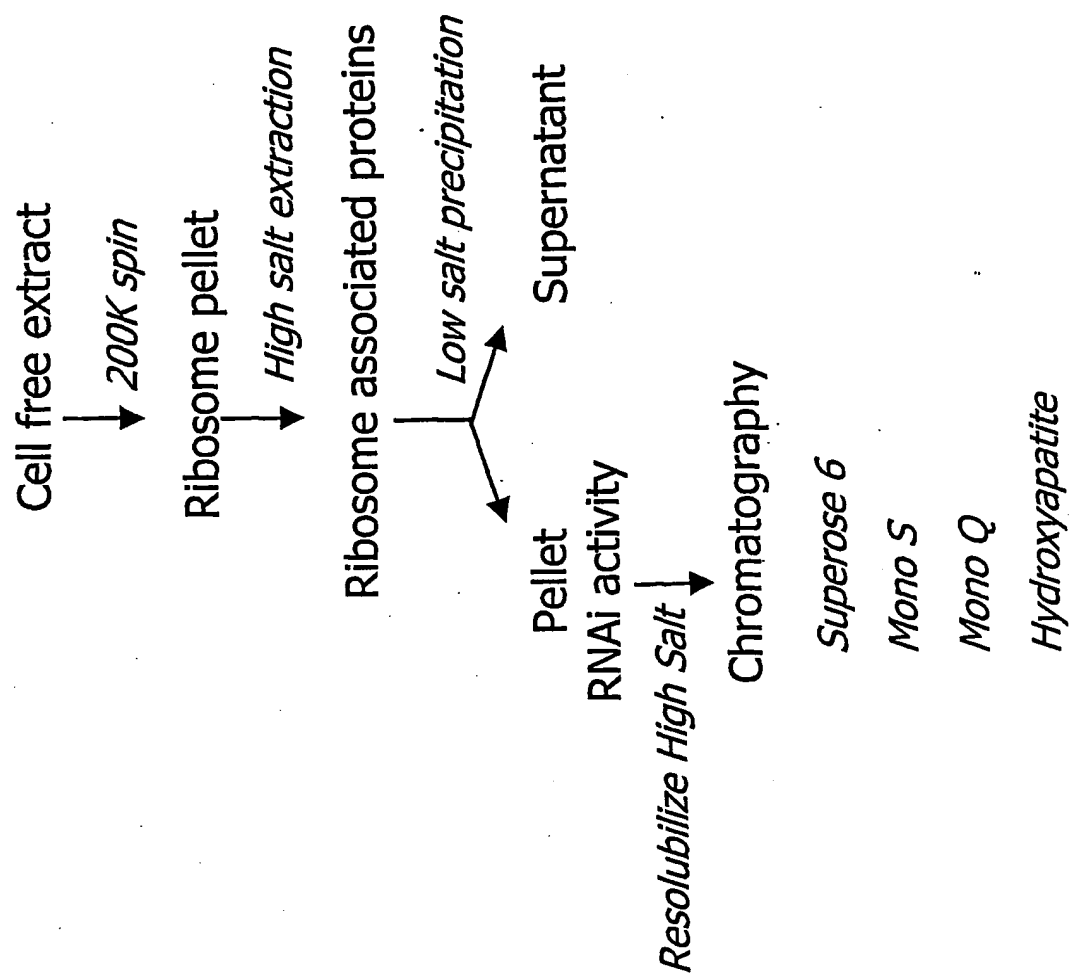 Cell free extract
200K spin
Ribosome pellet
High salt extraction
Ribosome associated proteins
Low salt precipitation
Pellet
RNAi activity
Supernatant
Resolubilize High Salt
Chromatography
Superose 6
Mono S
Mono Q
Hydroxyapatite